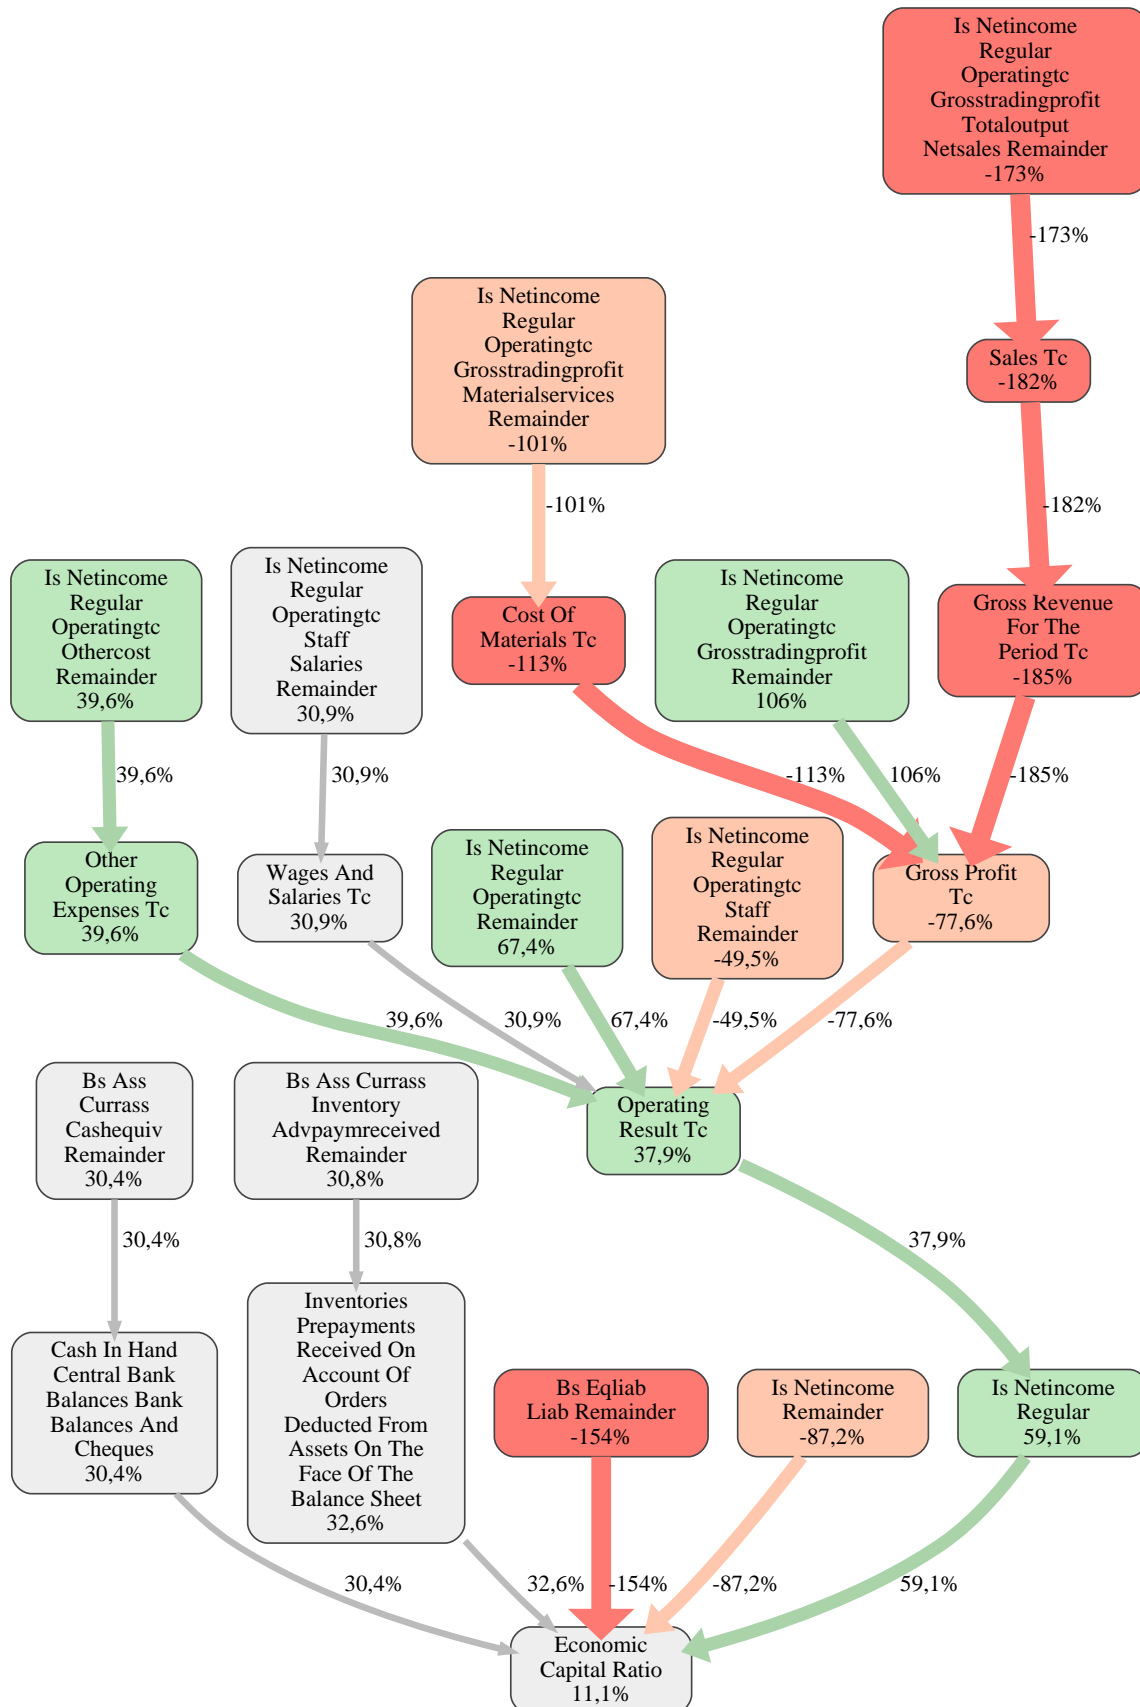 Is Netincome
Regular
Operatingtc
Grosstradingprofit
Totaloutput
Netsales Remainder
-173%
-173%
Is Netincome
Regular
Operatingtc
Grosstradingprofit
Materialservices
Remainder
-101%
Sales Tc
-182%
-101%
-182%
Is Netincome
Regular
Operatingtc
Othercost
Remainder
39,6%
Is Netincome
Regular
Operatingtc
Staff
Salaries
Remainder
30,9%
Cost Of
Materials Tc
-113%
Is Netincome
Regular
Operatingtc
Grosstradingprofit
Remainder
106%
Gross Revenue
For The
Period Tc
-185%
39,6%
30,9%
-113%
106%
-185%
Other
Operating
Expenses Tc
39,6%
Wages And
Salaries Tc
30,9%
Is Netincome
Regular
Operatingtc
Remainder
67,4%
Is Netincome
Regular
Operatingtc
Staff
Remainder
-49,5%
Gross Profit
Tc
-77,6%
39,6%
30,9%
67,4%
-49,5%
-77,6%
Bs Ass
Currass
Cashequiv
Remainder
30,4%
Bs Ass Currass
Inventory
Advpaymreceived
Remainder
30,8%
Operating
Result Tc
37,9%
30,4%
30,8%
37,9%
Cash In Hand
Central Bank
Balances Bank
Balances And
Cheques
30,4%
Inventories
Prepayments
Received On
Account Of
Orders
Deducted From
Assets On The
Face Of The
Balance Sheet
32,6%
Bs Eqliab
Liab Remainder
-154%
Is Netincome
Remainder
-87,2%
Is Netincome
Regular
59,1%
30,4%
32,6%
-154%
-87,2%
59,1%
Economic
Capital Ratio
11,1%